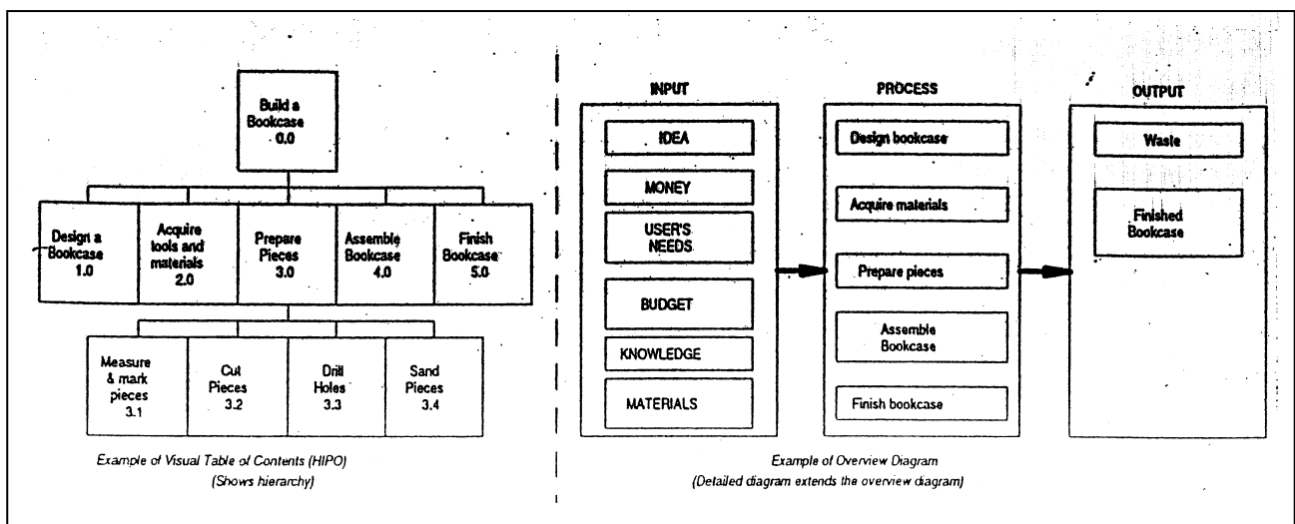 Build a
Bookcase
0.0
Design a
Bookcase
1.0
Acquire
tools and
materials
2.0
Prepare
Pieces
3.0
Assemble
Bookcase
4.0
Finish
Bookcase
5.0
Measure
& mark
pieces
3.1
Cut
Pieces
3.2
Drill
Holes
3.3
Sand
Pieces
3.4
Example of Visual Table of Contents (HIPO)
(Shows hierarchy)
INPUT
IDEA
MONEY
USER'S
NEEDS
BUDGET
KNOWLEDGE
MATERIALS
PROCESS
Design bookcase
Acquire materials
Prepare pieces
Assemble
Bookcase
Finish bookcase
OUTPUT
Waste
Finished
Bookcase
Example of Overview Diagram
(Detailed diagram extends the overview diagram)